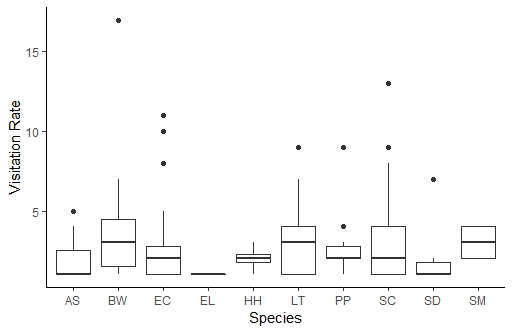 Visitation Rate
15
10
5
AS BW EC EL HH LT PP SC SD SM
Species